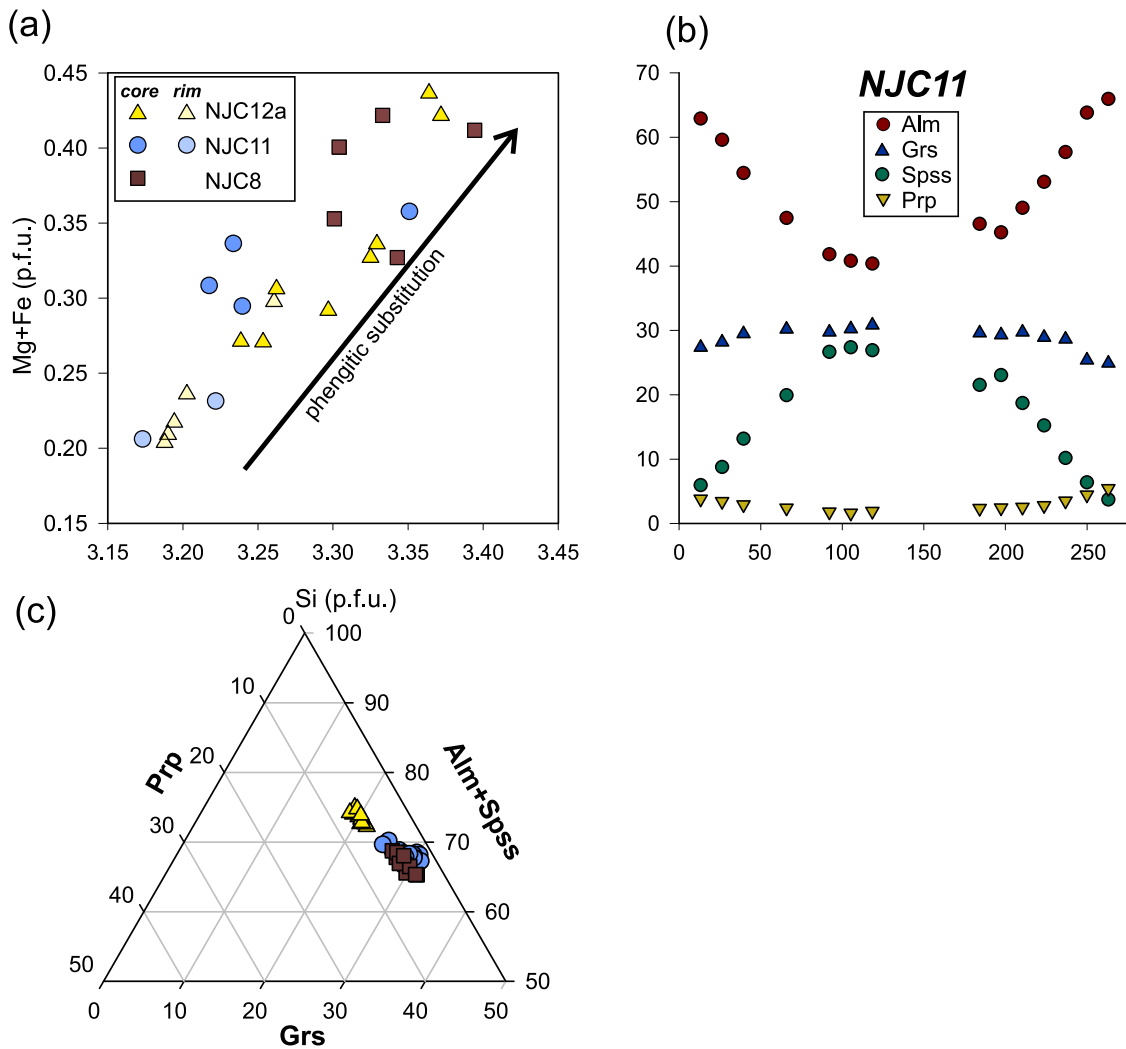 (a)
Mg+Fe (p.f.u.)
0.45
0.40
0.35
0.30
0.25
0.20
0.15
core rim
NJC12a
NJC11
NJC8
phengitic substitution
3.15 3.20 3.25 3.30 3.35 3.40 3.45
Si (p.f.u.)
(b)
NJC11
Alm
Grs
Spss
Prp
70
60
50
40
30
20
10
0
0 50 100 150 200 250
(c)
0 100
10 90
20 80
30 70
40 60
50 50
Prp
Alm+Spss
0 10 20 30 40 50
Grs